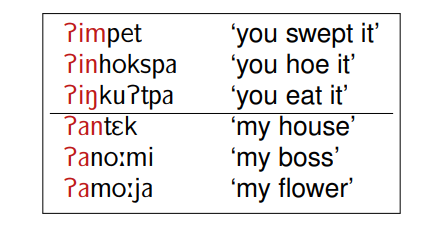 ʔimpet ‘you swept it’
ʔinhokspa ‘you hoe it’
ʔiŋkuʔtpa ‘you eat it’
ʔantɛk ‘my house’
ʔanoːmi ‘my boss’
ʔamoːja ‘my flower’